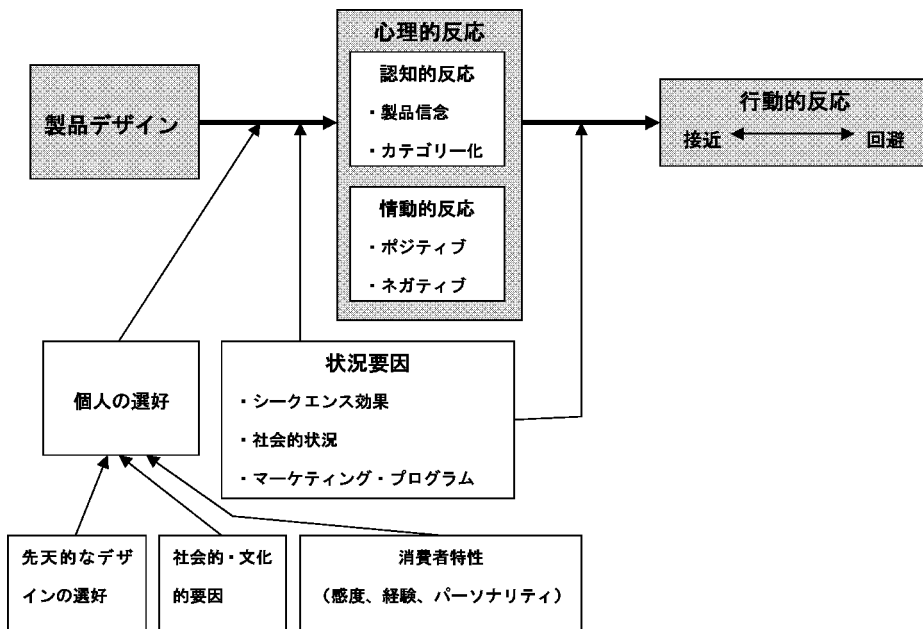 製品デザイン
心理的反応
認知的反応
・製品信念
・カテゴリー化
情動的反応
・ポジティブ
・ネガティブ
行動的反応
接近
回避
個人の選好
状況要因
・シークエンス効果
・社会的状況
・マーケティング・プログラム
先天的なデザ
インの選好
社会的・文化
的要因
消費者特性
（感度、経験、パーソナリティ）